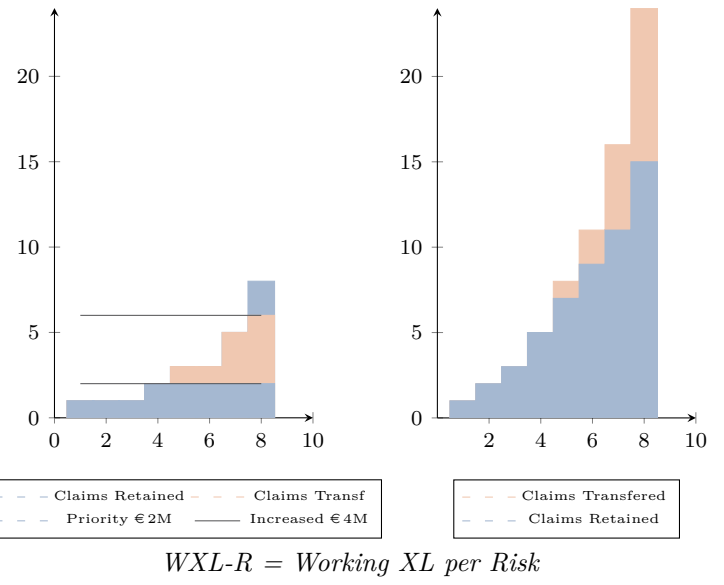 20
15
10
5
0
0 2 4 6 8 10
20
15
10
5
0
2 4 6 8 10
Claims Retained Claims Transf
Priority €2M Increased €4M
Claims Transfered
Claims Retained
WXL-R = Working XL per Risk